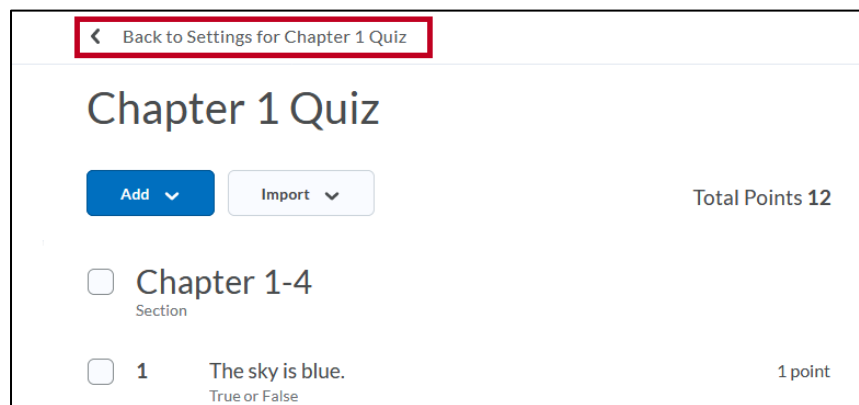 Back to Settings for Chapter 1 Quiz
Chapter 1 Quiz
Add
Import
Total Points 12
Chapter 1-4
Section
1 The sky is blue. 1 point
True or False